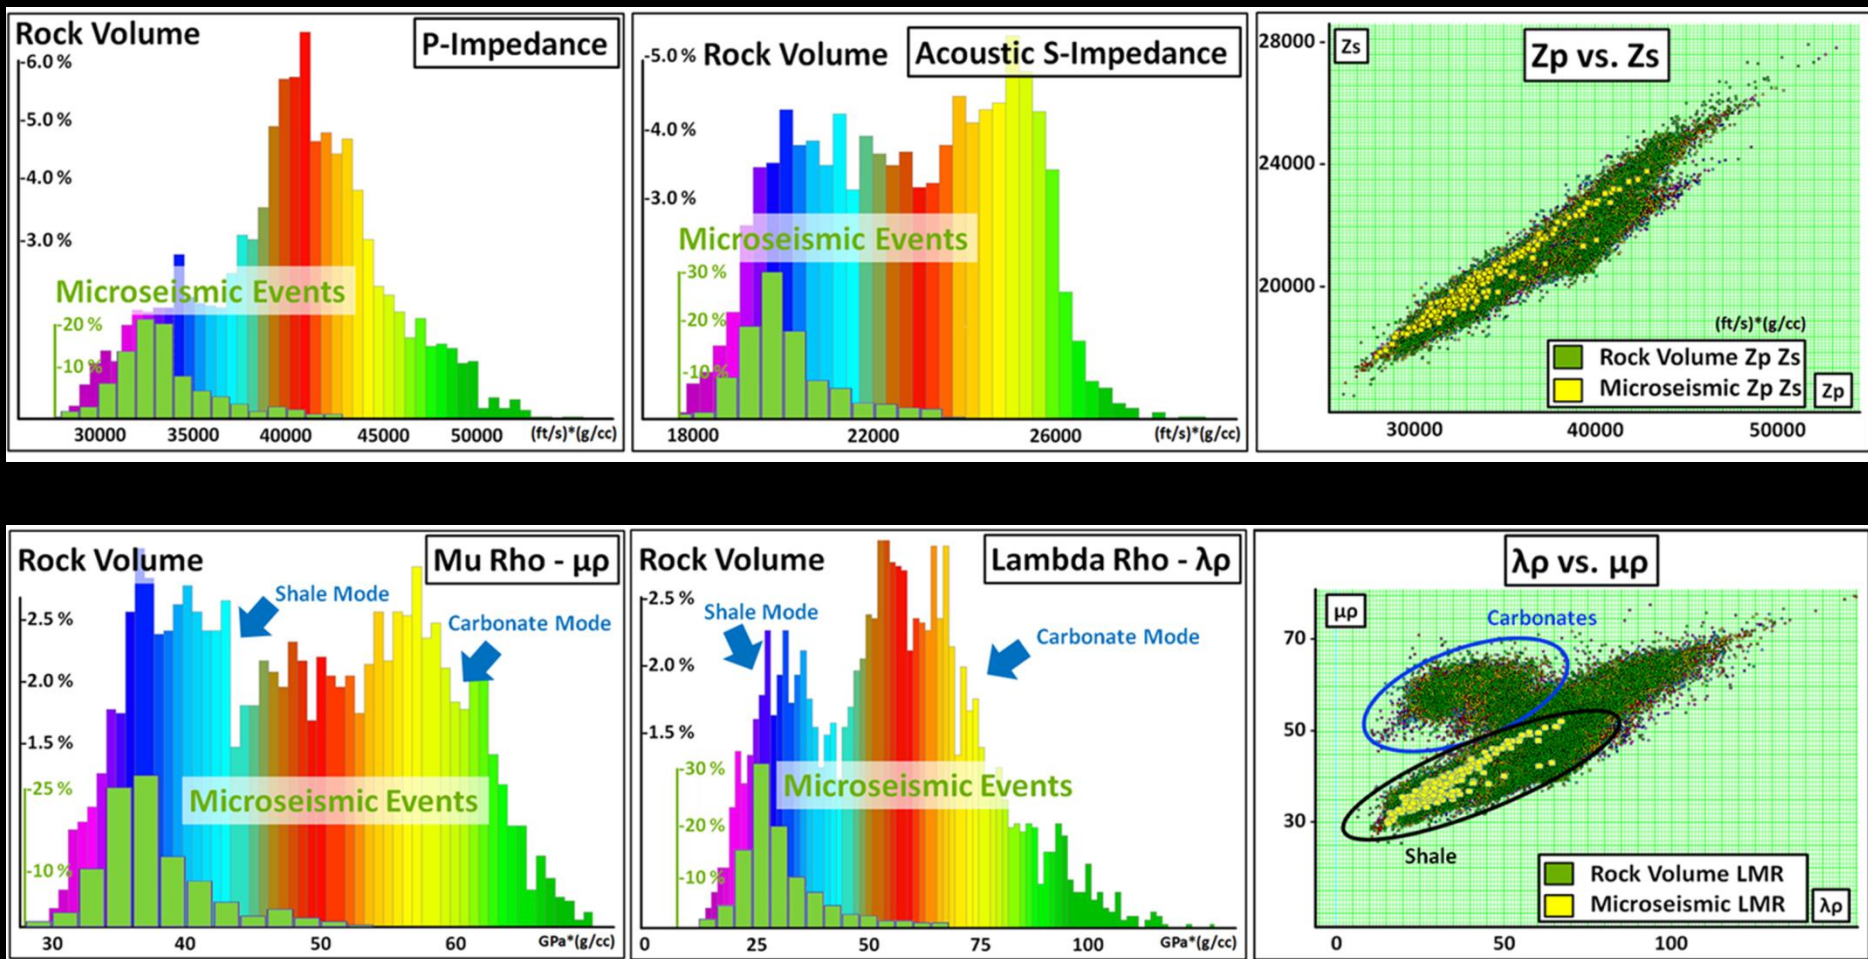 Rock Volume
P-Impedance
-6.0 %
-5.0 %
-4.0 %
-3.0 %
Microseismic Events
-20 %
-10 %
30000 35000 40000 45000 50000 (ft/s)*(g/cc)
-5.0 % Rock Volume
Acoustic S-Impedance
-4.0 %
-3.0 %
Microseismic Events
-30 %
-20 %
-10 %
18000 22000 26000 (ft/s)*(g/cc)
28000 -
Zs
Zp vs. Zs
24000 -
20000 -
(ft/s)*(g/cc)
Rock Volume Zp Zs
Microseismic Zp Zs
Zp
30000 40000 50000
Rock Volume
Mu Rho - μρ
Shale Mode
-2.5 %
Carbonate Mode
-2.0 %
-1.5 %
-25 %
Microseismic Events
-10 %
30 40 50 60 GPa*(g/cc)
Rock Volume
Lambda Rho - λρ
-2.5 %
Shale Mode
Carbonate Mode
-2.0 %
-1.5 %
-30 %
Microseismic Events
-20 %
-10 %
0 25 50 75 100 GPa*(g/cc)
λρ vs. μρ
μρ
Carbonates
70 -
50 -
30 -
Shale
Rock Volume LMR
Microseismic LMR
λρ
0 50 100